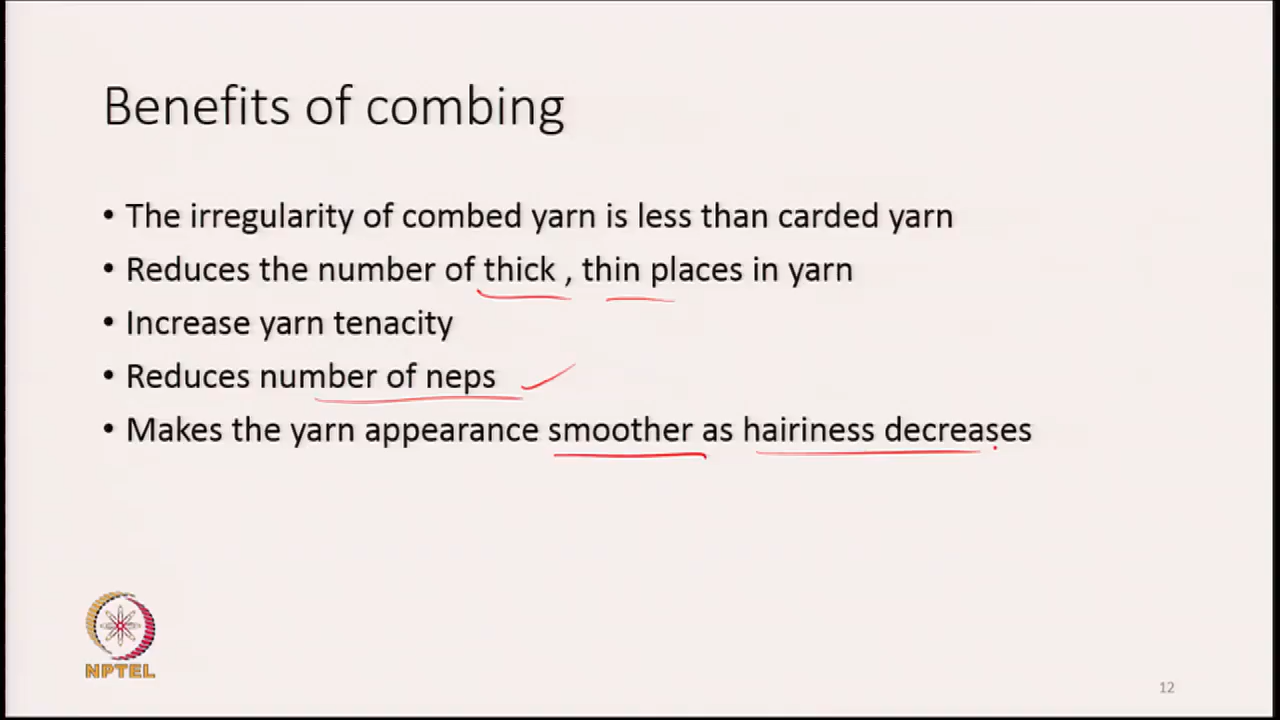 Benefits of combing
• The irregularity of combed yarn is less than carded yarn
• Reduces the number of thick , thin places in yarn
• Increase yarn tenacity
• Reduces number of neps
• Makes the yarn appearance smoother as hairiness decreases
NPTEL
12